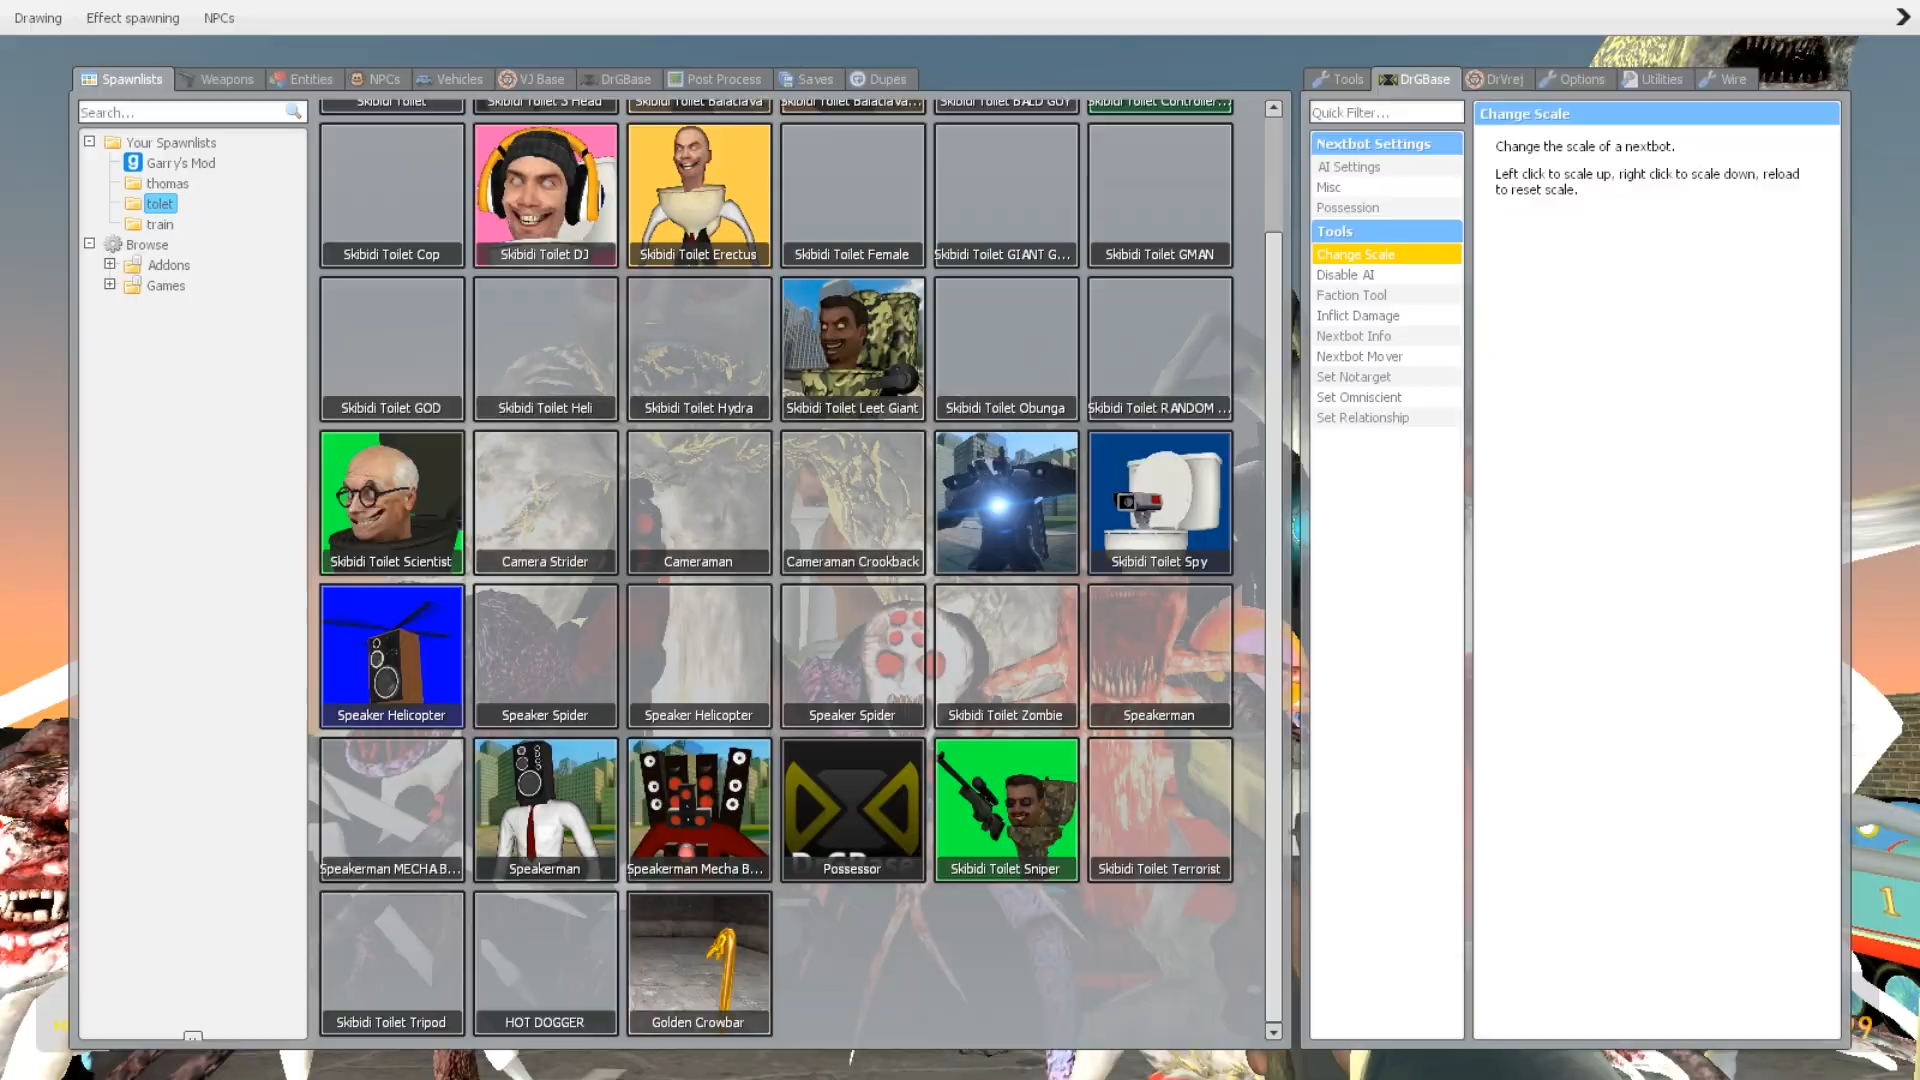 Drawing Effect spawning NPCs
Spawnlists Weapons Entities NPCs Vehicles VJ Base DrGBase Post Process Saves Dupes
Search...
Your Spawnlists
Garry's Mod
thomas
tolet
train
Browse
Addons
Games
Skibidi Toilet Skibidi Toilet 3 Head Skibidi Toilet Balaclava Skibidi Toilet Balaclava... Skibidi Toilet BALD GUY Skibidi Toilet Controller...
Skibidi Toilet Cop Skibidi Toilet DJ Skibidi Toilet Erectus Skibidi Toilet Female Skibidi Toilet GIANT G... Skibidi Toilet GMAN
Skibidi Toilet GOD Skibidi Toilet Heli Skibidi Toilet Hydra Skibidi Toilet Leet Giant Skibidi Toilet Obunga Skibidi Toilet RANDOM ...
Skibidi Toilet Scientist Camera Strider Cameraman Cameraman Crookback Skibidi Toilet Spy
Speaker Helicopter Speaker Spider Speaker Helicopter Speaker Spider Skibidi Toilet Zombie Speakerman
Speakerman MECHA B... Speakerman Speakerman Mecha B... Possessor Skibidi Toilet Sniper Skibidi Toilet Terrorist
Skibidi Toilet Tripod HOT DOGGER Golden Crowbar
Tools DrGBase DrVrej Options Utilities Wire
Quick Filter...
Nextbot Settings
AI Settings
Misc
Possession
Tools
Change Scale
Disable AI
Faction Tool
Inflict Damage
Nextbot Info
Nextbot Mover
Set Notarget
Set Omniscient
Set Relationship
Change Scale
Change the scale of a nextbot.
Left click to scale up, right click to scale down, reload
to reset scale.
1